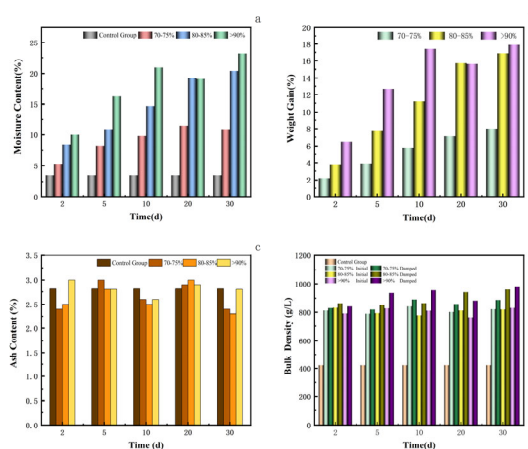 a
Control Group 70-75% 80-85% >90%
Moisture Content(%)
25
20
15
10
5
0
2 5 10 20 30
Time(d)
70-75% 80-85% >90%
Weight Gain(%)
20
18
16
14
12
10
8
6
4
2
0
2 5 10 20 30
Time(d)
c
Control Group 70-75% 80-85% >90%
Ash Content (%)
3.5
3.0
2.5
2.0
1.5
1.0
0.5
0.0
2 5 10 20 30
Time (d)
Control Group
70-75% Initial 70-75% Damped
80-85% Initial 80-85% Damped
>90% Initial >90% Damped
Bulk Density (g/L)
1200
1000
800
600
400
200
0
2 5 10 20 30
Time(d)